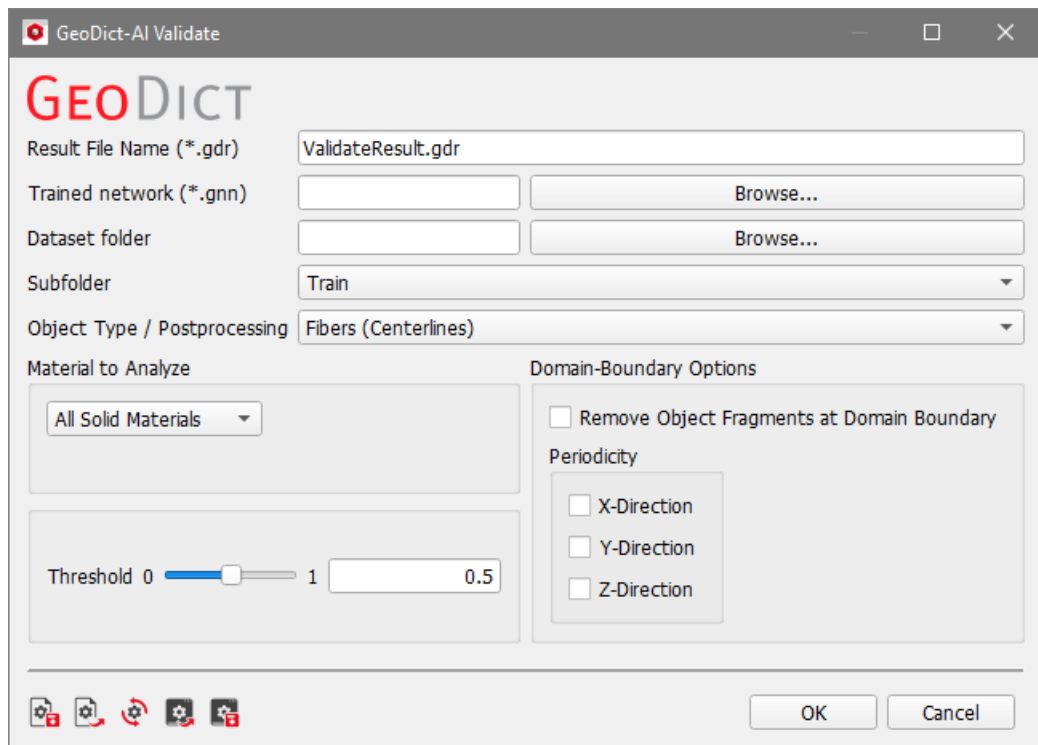 GeoDict-AI Validate
GEODICT
Result File Name (*.gdr) ValidateResult.gdr
Trained network (*.gnn) Browse...
Dataset folder Browse...
Subfolder Train
Object Type / Postprocessing Fibers (Centerlines)
Material to Analyze Domain-Boundary Options
All Solid Materials Remove Object Fragments at Domain Boundary
Periodicity
X-Direction
Y-Direction
Threshold 0 1 0.5
Z-Direction
OK Cancel